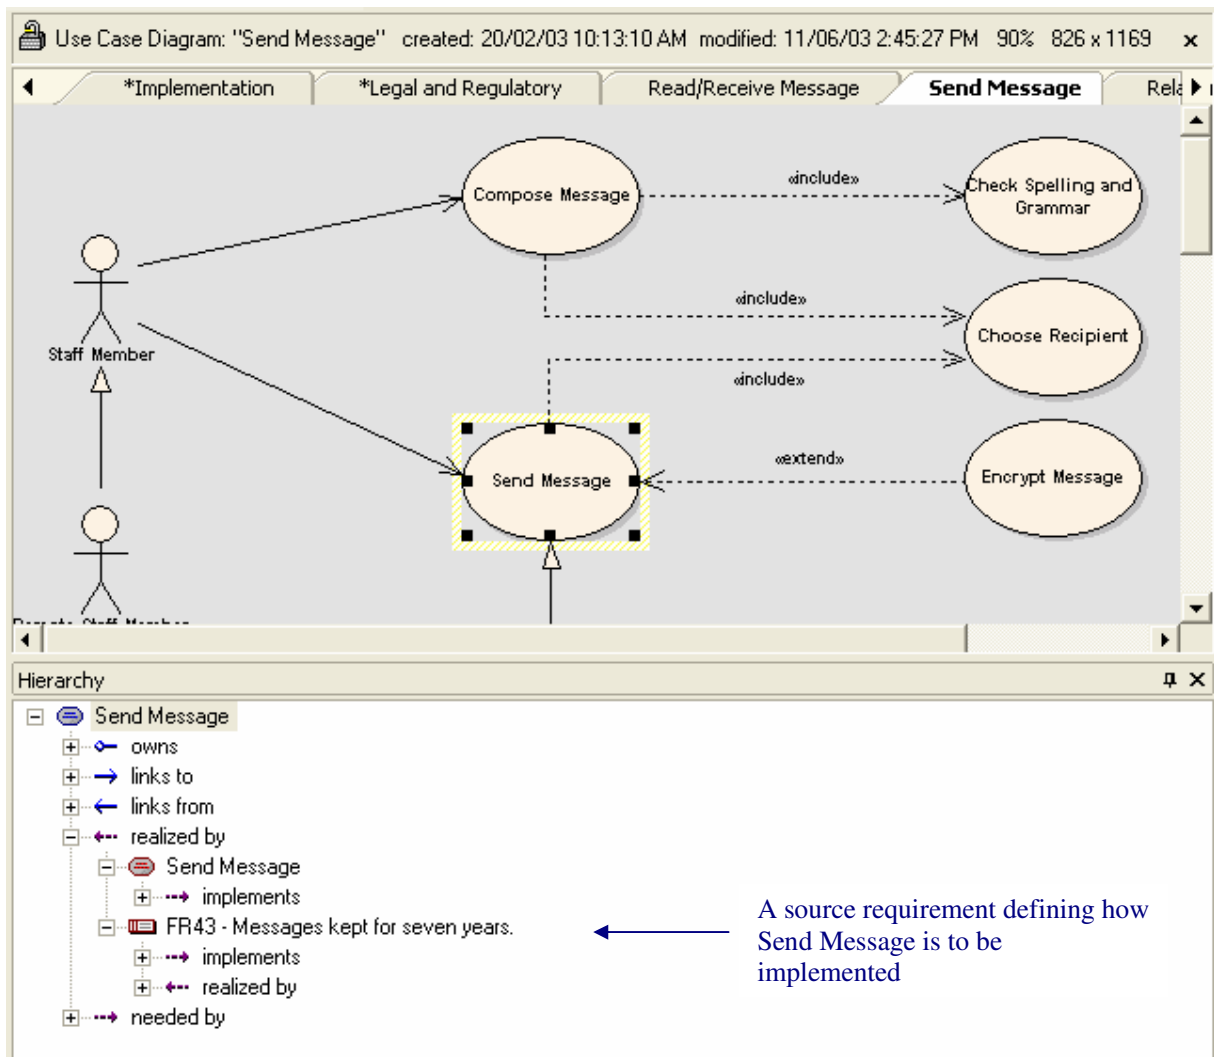 Use Case Diagram: "Send Message" created: 20/02/03 10:13:10 AM modified: 11/06/03 2:45:27 PM 90% 826 x 1169
*Implementation
*Legal and Regulatory
Read/Receive Message
Send Message
Rela
Compose Message
«include»
Check Spelling and
Grammar
«include»
Choose Recipient
Staff Member
«include»
Send Message
«extend»
Encrypt Message
Remote Staff Member
Hierarchy
Send Message
owns
links to
links from
realized by
Send Message
implements
FR43 - Messages kept for seven years.
implements
realized by
needed by
A source requirement defining how
Send Message is to be
implemented